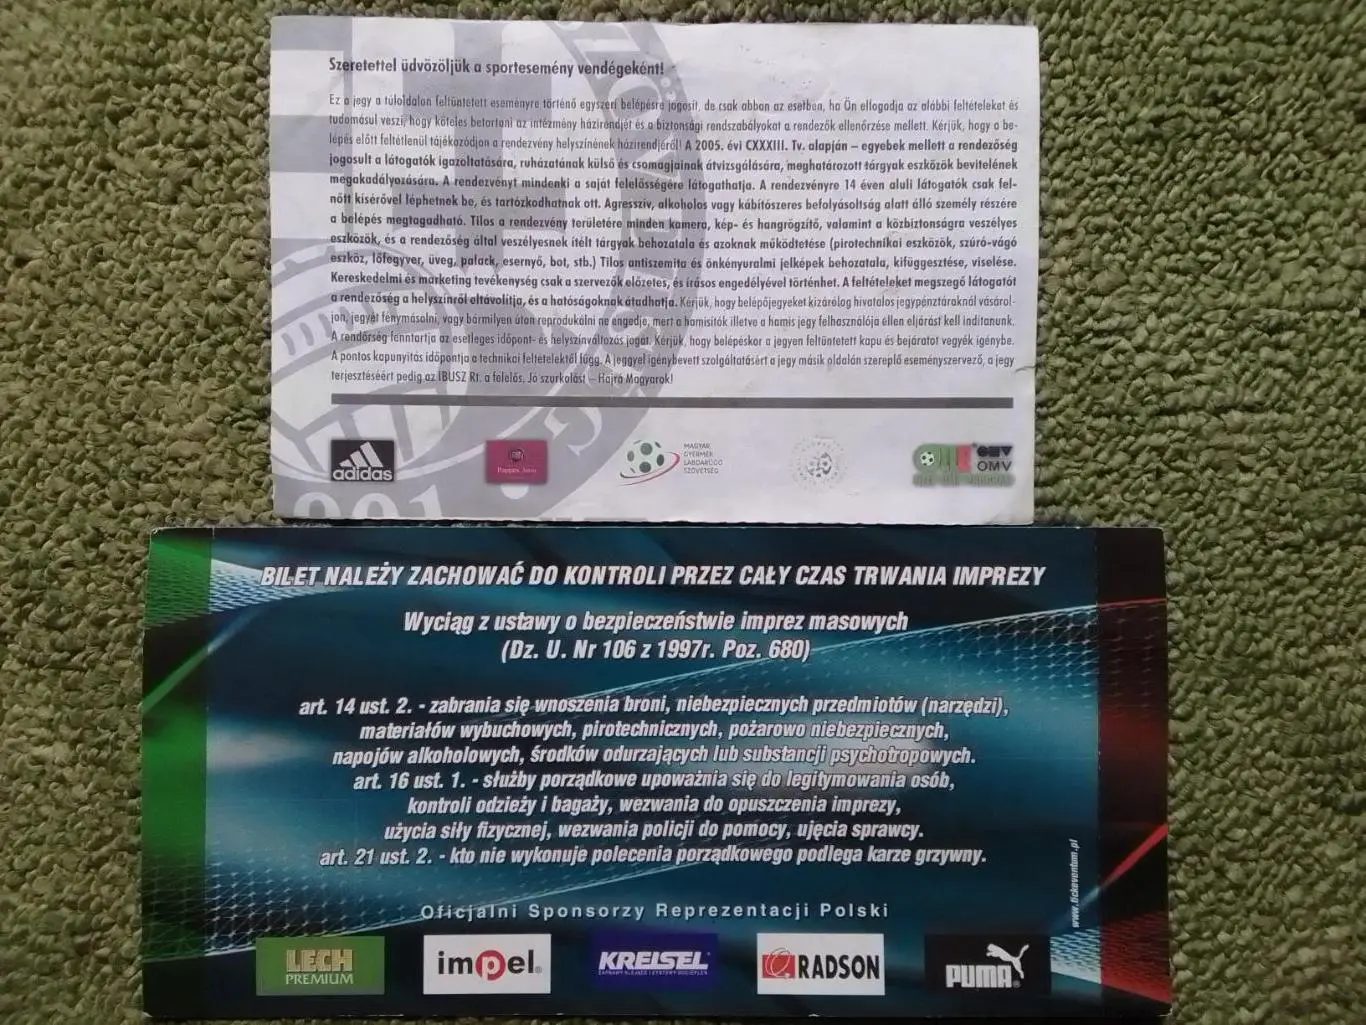 Szeretettel üdvözöljük a sportesemény vendégeként!
Ez a jegy a túloldalon feltüntetett eseményre történő egyszeri belépésre jogosít, de csak abban az esetben, ha Ön elfogadja az alábbi feltételeket és
tudomásul veszi, hogy köteles betartani az intézmény házirendjét és a biztonsági rendszabályokat a rendezők ellenőrzése mellett. Kérjük, hogy a be-
lépés előtt feltétlenül tájékozódjon a rendezvény helyszínének házirendjéről! A 2005. évi CXXXIII. Tv. alapján – egyebek mellett a rendezőség
jogosult a látogatók igazoltatására, ruházatának külső és csomagjainak átvizsgálására, meghatározott tárgyak eszközök bevitelének
megakadályozására. A rendezvényt mindenki a saját felelősségére látogathatja. A rendezvényre 14 éven aluli látogatók csak fel-
nőtt kísérővel léphetnek be, és tartózkodhatnak ott. Agresszív, alkoholos vagy kábítószeres befolyásoltság alatt álló személy részére
a belépés megtagadható. Tilos a rendezvény területére minden kamera, kép- és hangrögzítő, valamint a közbiztonságra veszélyes
eszközök, és a rendezőség által veszélyesnek ítélt tárgyak behozatala és azoknak működtetése (pirotechnikai eszközök, szúró-vágó
eszköz, lőfegyver, üveg, palack, esernyő, bot, stb.) Tilos antiszemita és önkényuralmi jelképek behozatala, kifüggesztése, viselése.
Kereskedelmi és marketing tevékenység csak a szervezők előzetes, és írásos engedélyével történhet. A feltételeket megszegő látogatót
a rendezőség a helyszínről eltávolítja, és a hatóságoknak átadhatja. Kérjük, hogy belépőjegyeket kizárólag hivatalos jegypénztáraknál vásárol-
jon, jegyét fénymásolni, vagy bármilyen úton reprodukálni ne engedje, mert a hamisítók illetve a hamis jegy felhasználója ellen eljárást kell indítanunk.
A rendőrség fenntartja az esetleges időpont- és helyszínváltozás jogát. Kérjük, hogy belépéskor a jegyen feltüntetett kapu és bejáratot vegyék igénybe.
A pontos kapunyitás időpontja a technikai feltételektől függ. A jeggyel igénybevett szolgáltatásért a jegy másik oldalán szereplő eseményszervező, a jegy
terjesztéséért pedig az IBUSZ Rt. a felelős. Jó szurkolást – Hajrá Magyarok!
adidas
MAGYAR
GYERMEK
LABDARÚGÓ
SZÖVETSÉG
OMV
1901
BILET NALEŻY ZACHOWAĆ DO KONTROLI PRZEZ CAŁY CZAS TRWANIA IMPREZY
Wyciąg z ustawy o bezpieczeństwie imprez masowych
(Dz. U. Nr 106 z 1997r. Poz. 680)
art. 14 ust. 2. - zabrania się wnoszenia broni, niebezpiecznych przedmiotów (narzędzi),
materiałów wybuchowych, pirotechnicznych, pożarowo niebezpiecznych,
napojów alkoholowych, środków odurzających lub substancji psychotropowych.
art. 16 ust. 1. - służby porządkowe upoważnia się do legitymowania osób,
kontroli odzieży i bagaży, wezwania do opuszczenia imprezy,
użycia siły fizycznej, wezwania policji do pomocy, ujęcia sprawcy.
art. 21 ust. 2. - kto nie wykonuje polecenia porządkowego podlega karze grzywny.
www.ticketventum.pl
Oficjalni Sponsorzy Reprezentacji Polski
LECH
PREMIUM
impel®
KREISEL
ZAPRAWY KLEJĄCE I SYSTEMY DOCIEPLEŃ
RADSON
PUMA®